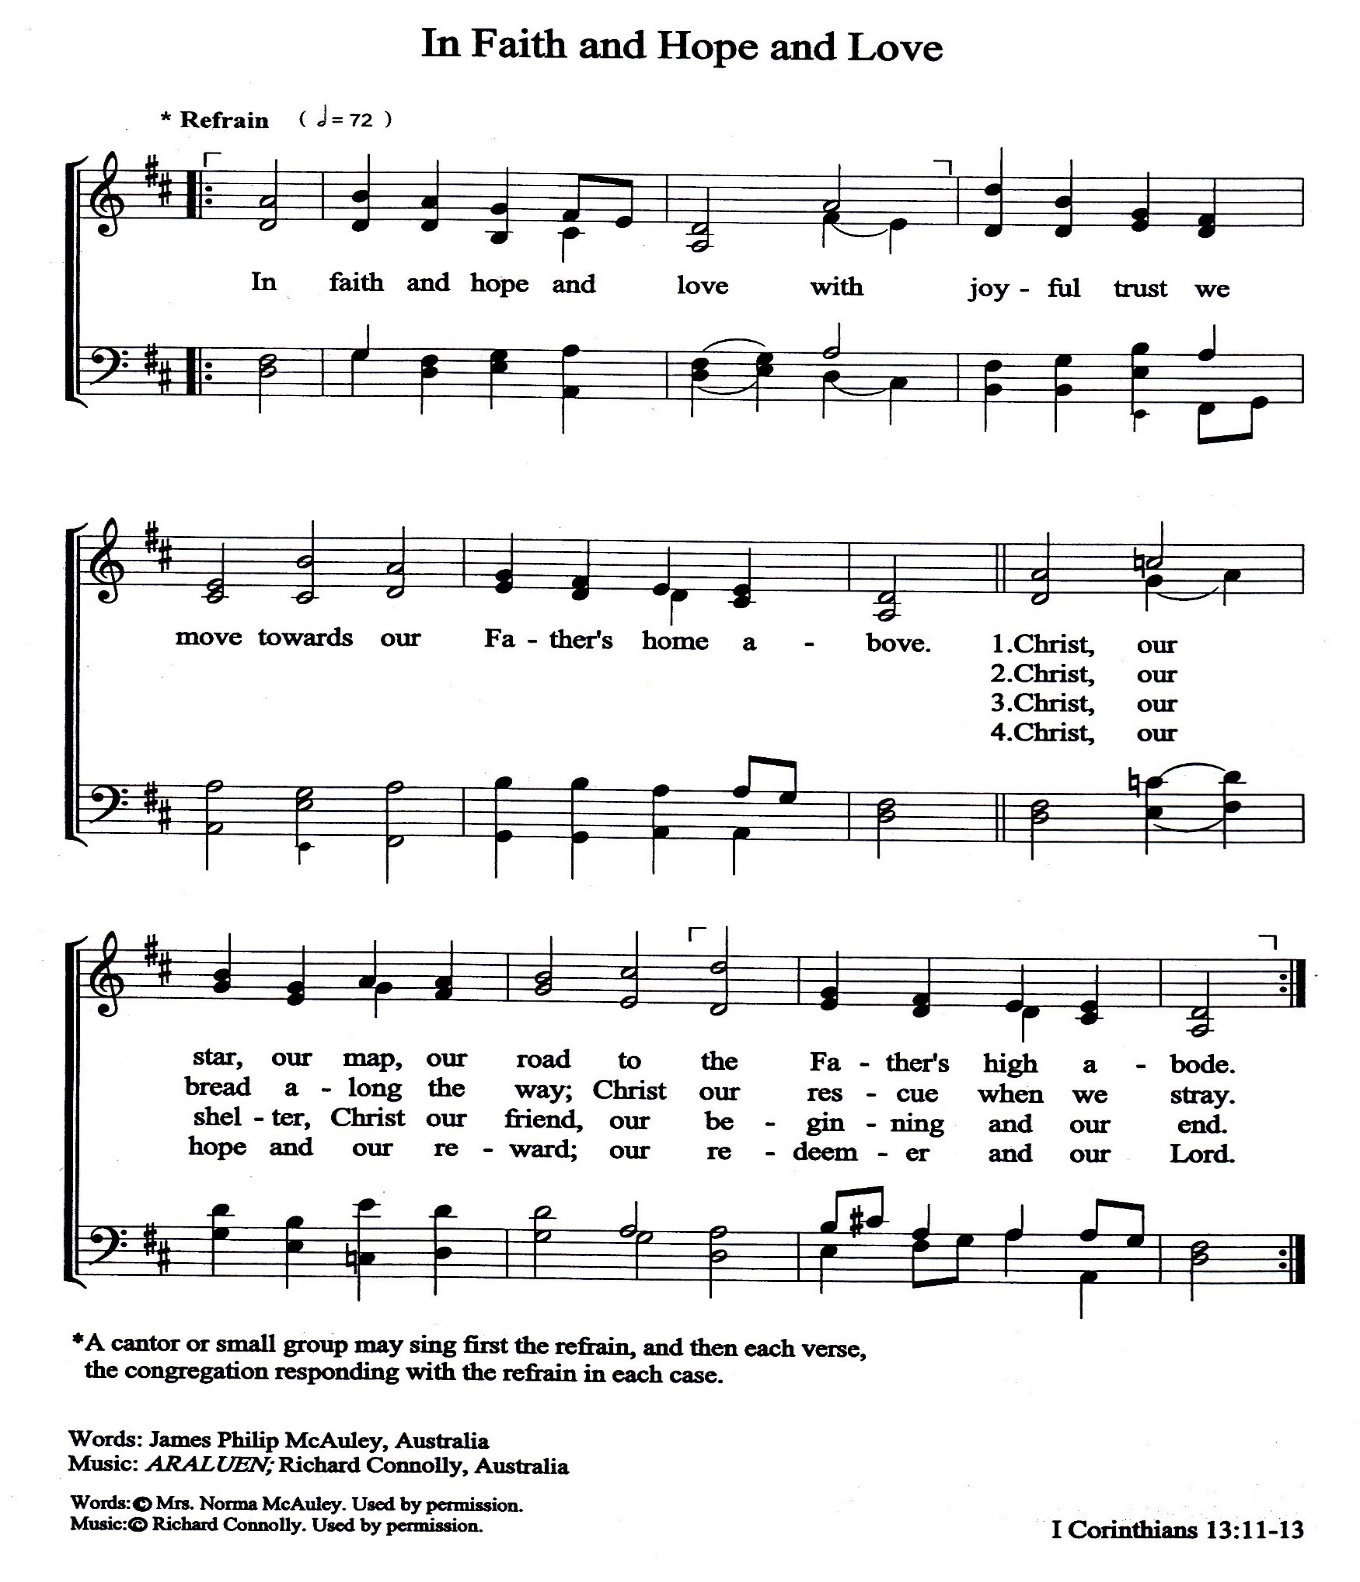 In Faith and Hope and Love
* Refrain ( 𝅗𝅥 = 72 )
In faith and hope and love with joy - ful trust we
move towards our Fa - ther's home a - bove. 1.Christ, our
2.Christ, our
3.Christ, our
4.Christ, our
star, our map, our road to the Fa - ther's high a - bode.
bread a - long the way; Christ our res - cue when we stray.
shel - ter, Christ our friend, our be - gin - ning and our end.
hope and our re - ward; our re - deem - er and our Lord.
*A cantor or small group may sing first the refrain, and then each verse,
the congregation responding with the refrain in each case.
Words: James Philip McAuley, Australia
Music: ARALUEN; Richard Connolly, Australia
Words:© Mrs. Norma McAuley. Used by permission.
Music:© Richard Connolly. Used by permission.
I Corinthians 13:11-13